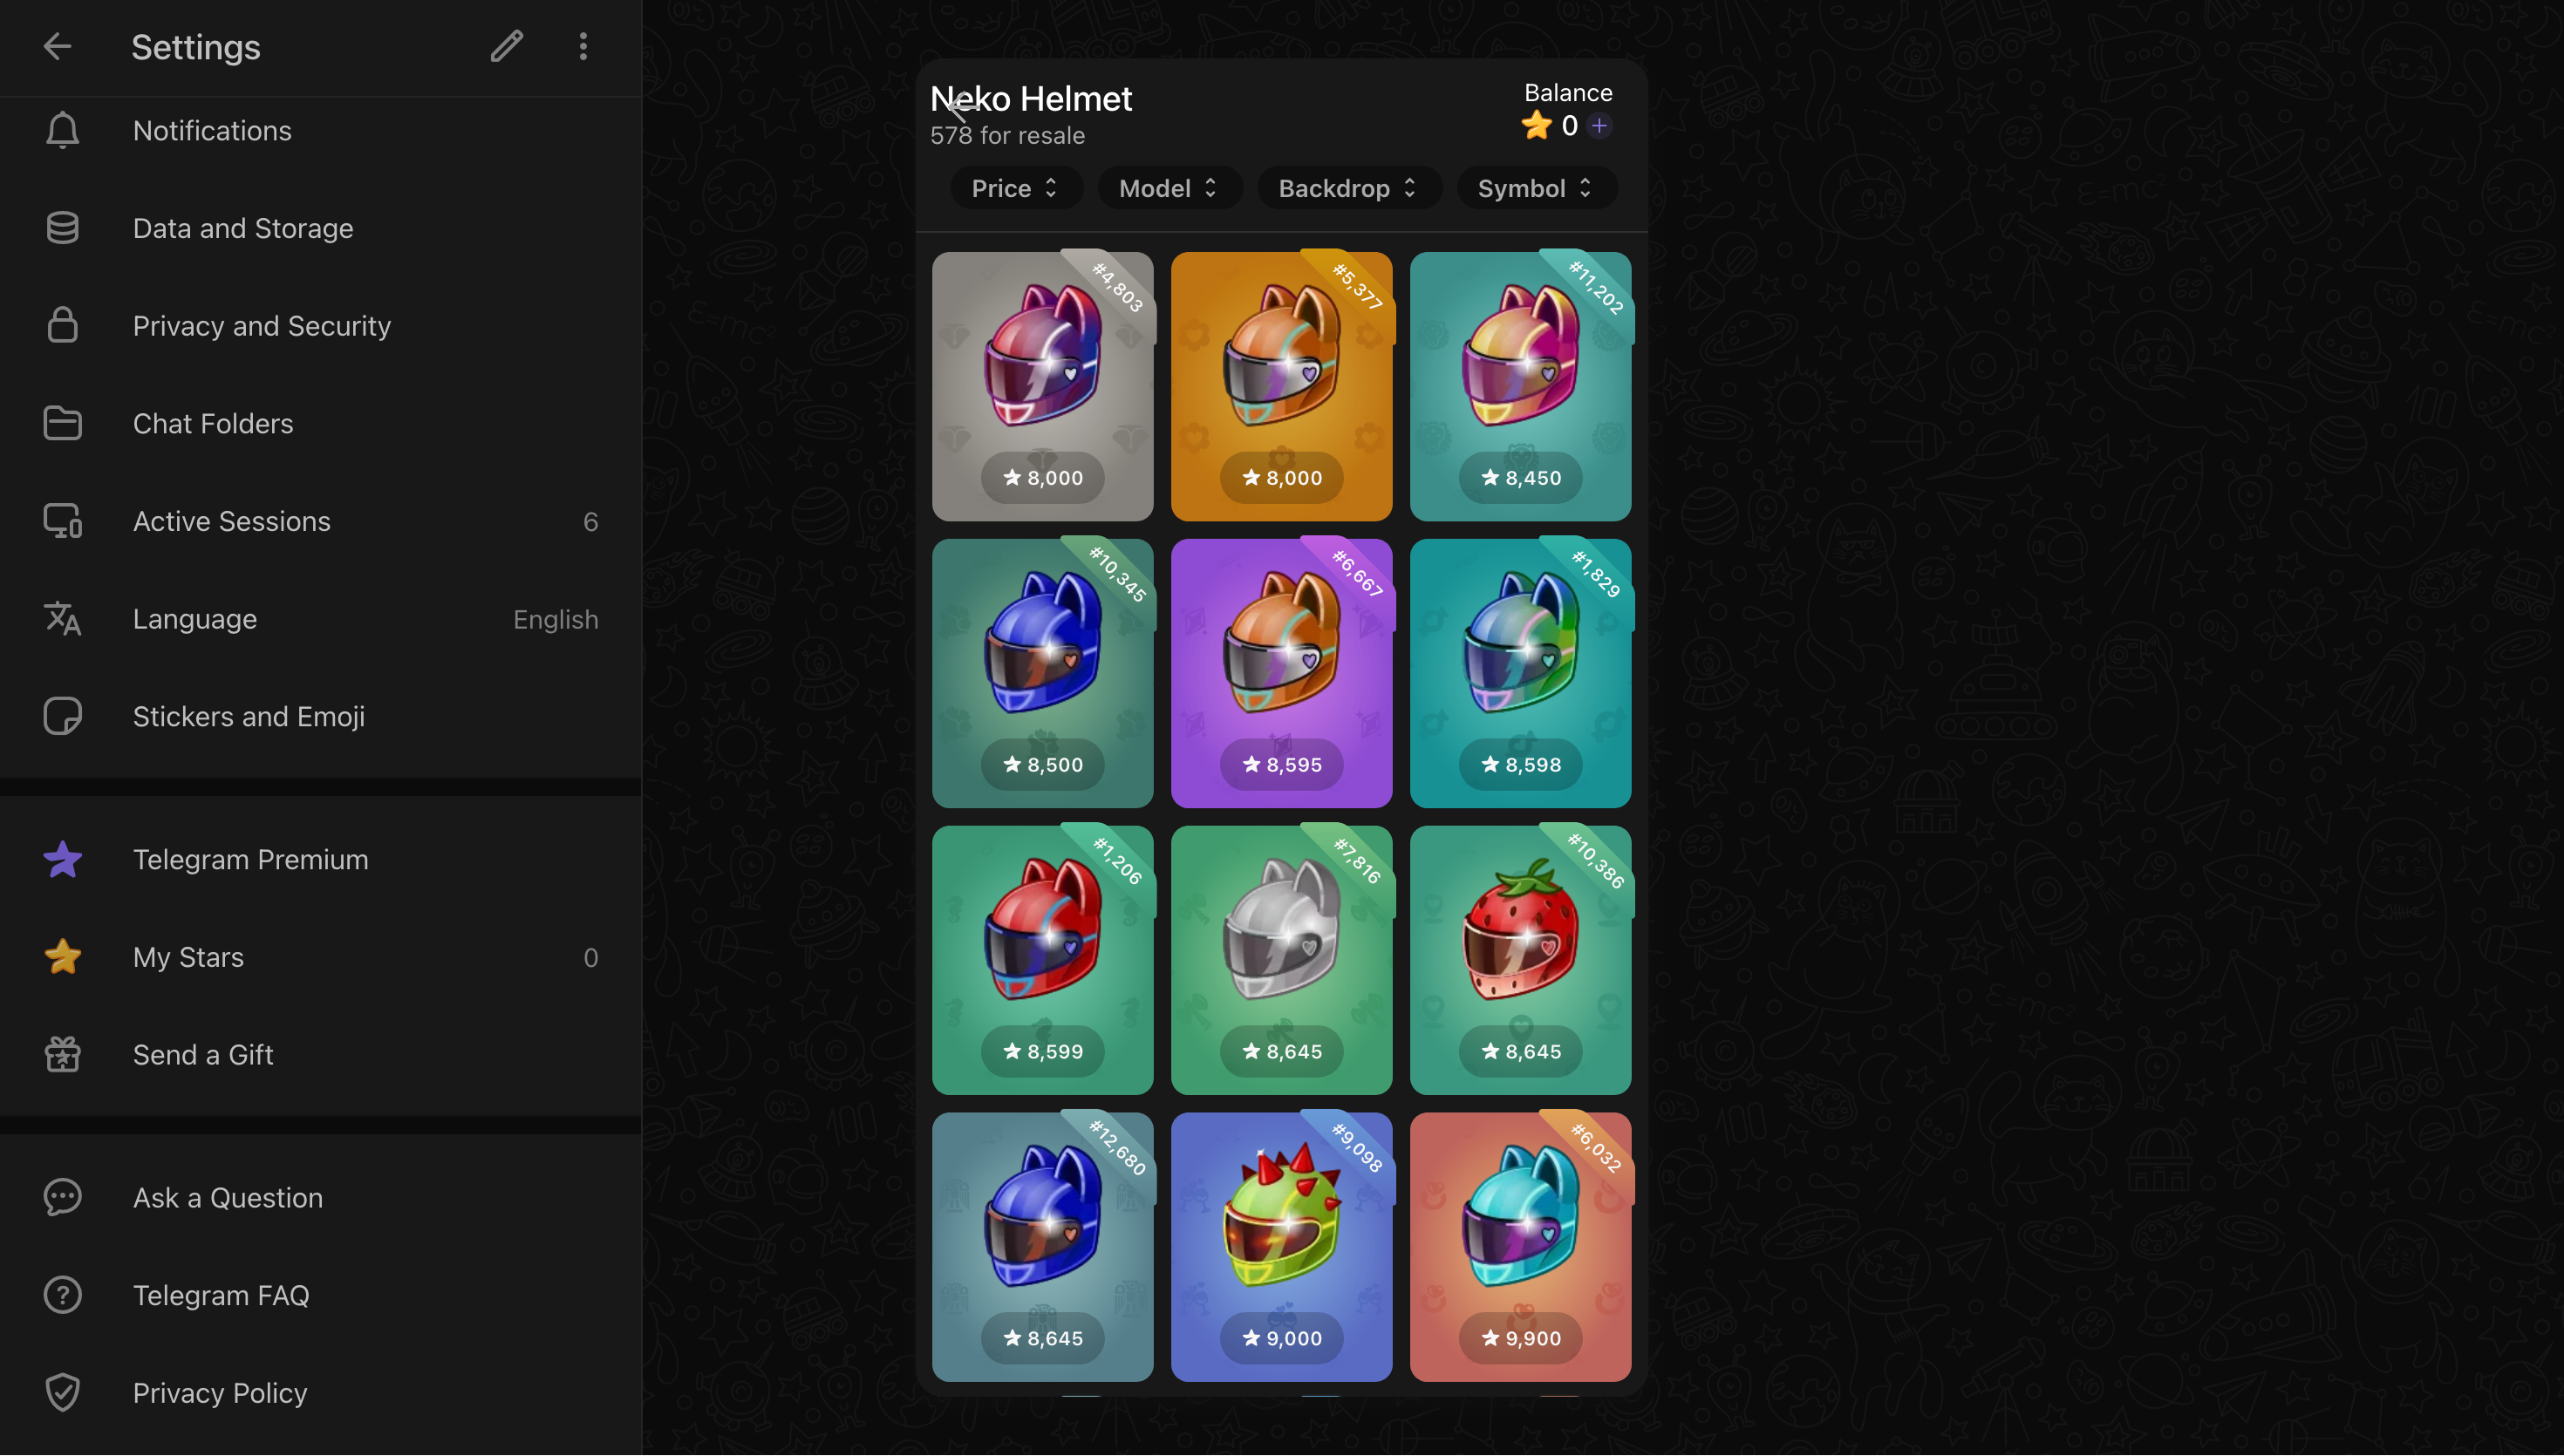 Settings
Notifications
Data and Storage
Privacy and Security
Chat Folders
Active Sessions 6
Language English
Stickers and Emoji
Telegram Premium
My Stars 0
Send a Gift
Ask a Question
Telegram FAQ
Privacy Policy
Neko Helmet
578 for resale
Balance
0
Price Model Backdrop Symbol
#4,803 #5,377 #11,202
8,000 8,000 8,450
#10,345 #6,667 #1,829
8,500 8,595 8,598
#1,206 #7,816 #10,386
8,599 8,645 8,645
#12,680 #9,098 #6,032
8,645 9,000 9,900